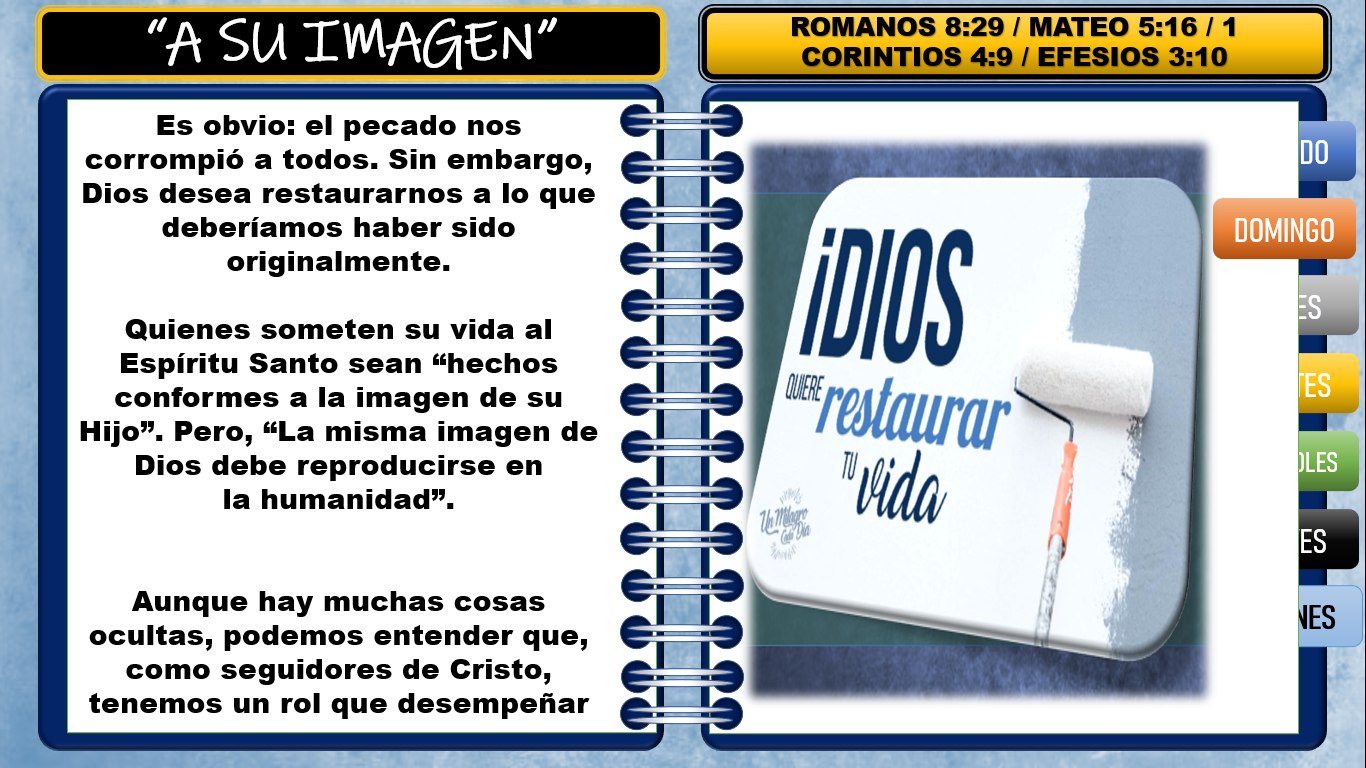 “A SU IMAGEN”
ROMANOS 8:29 / MATEO 5:16 / 1
CORINTIOS 4:9 / EFESIOS 3:10
Es obvio: el pecado nos
corrompió a todos. Sin embargo,
Dios desea restaurarnos a lo que
deberíamos haber sido
originalmente.
Quienes someten su vida al
Espíritu Santo sean “hechos
conformes a la imagen de su
Hijo”. Pero, “La misma imagen de
Dios debe reproducirse en
la humanidad”.
Aunque hay muchas cosas
ocultas, podemos entender que,
como seguidores de Cristo,
tenemos un rol que desempeñar
¡DIOS
QUIERE restaurar
TU vida
Un Milagro
Cada Día
DO
DOMINGO
ES
TES
OLES
ES
NES